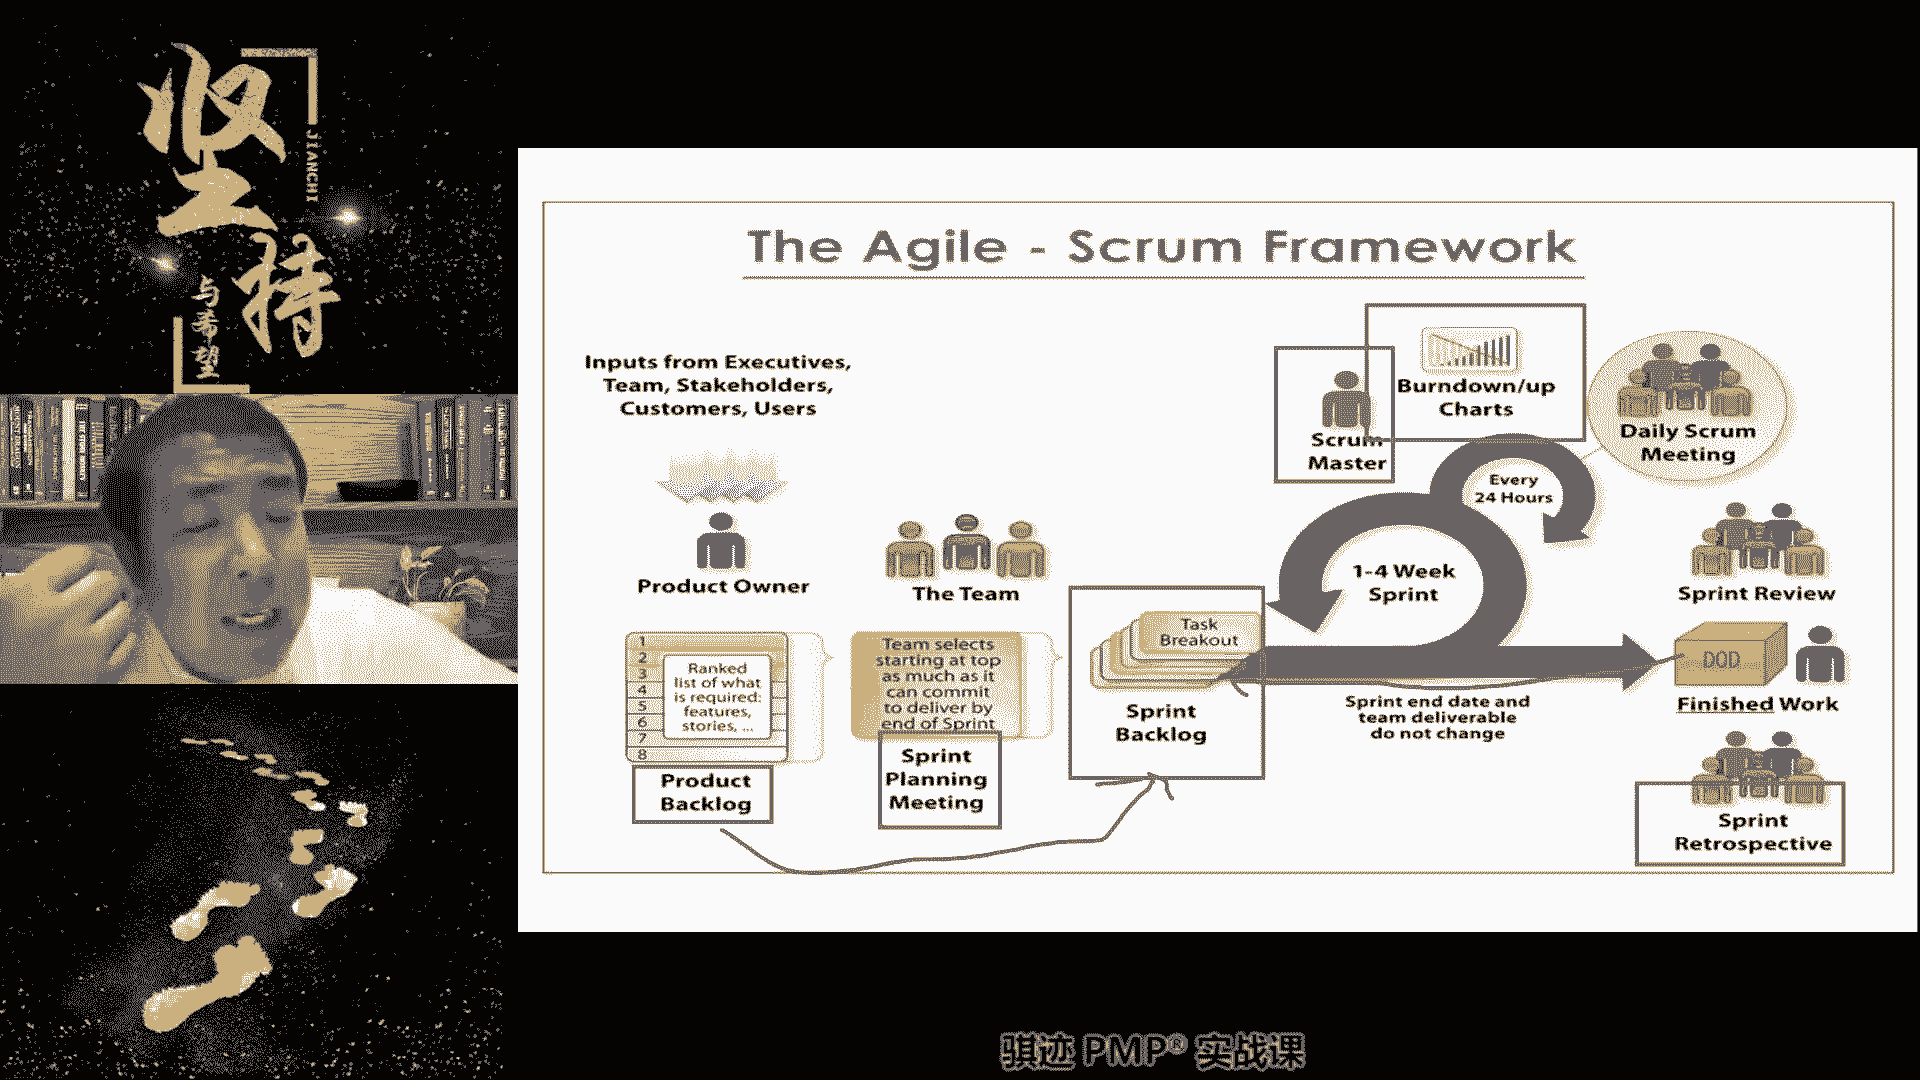 坚持
JIANCHI
与希望
The Agile - Scrum Framework
Inputs from Executives,
Team, Stakeholders,
Customers, Users
Product Owner
The Team
1
2
3
4
5
6
7
8
Ranked
list of what
is required:
features,
stories, ...
Product
Backlog
Team selects
starting at top
as much as it
can commit
to deliver by
end of Sprint
Sprint
Planning
Meeting
Task
Breakout
Sprint
Backlog
Scrum
Master
Burndown/up
Charts
Every
24 Hours
1-4 Week
Sprint
Daily Scrum
Meeting
Sprint end date and
team deliverable
do not change
Sprint Review
DOD
Finished Work
Sprint
Retrospective
骐迹 PMP® 实战课